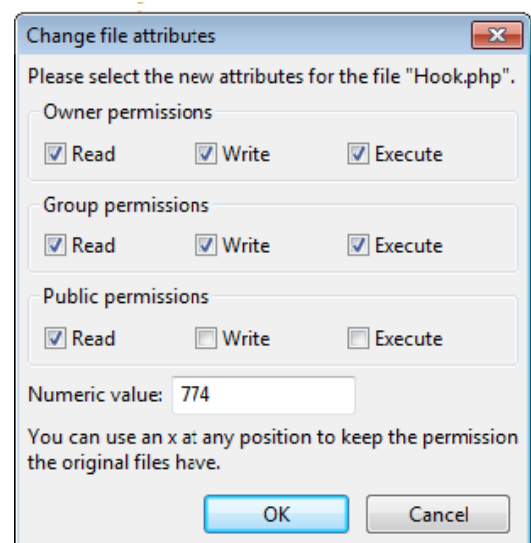 Change file attributes
Please select the new attributes for the file "Hook.php".
Owner permissions
Read Write Execute
Group permissions
Read Write Execute
Public permissions
Read Write Execute
Numeric value: 774
You can use an x at any position to keep the permission
the original files have.
OK Cancel